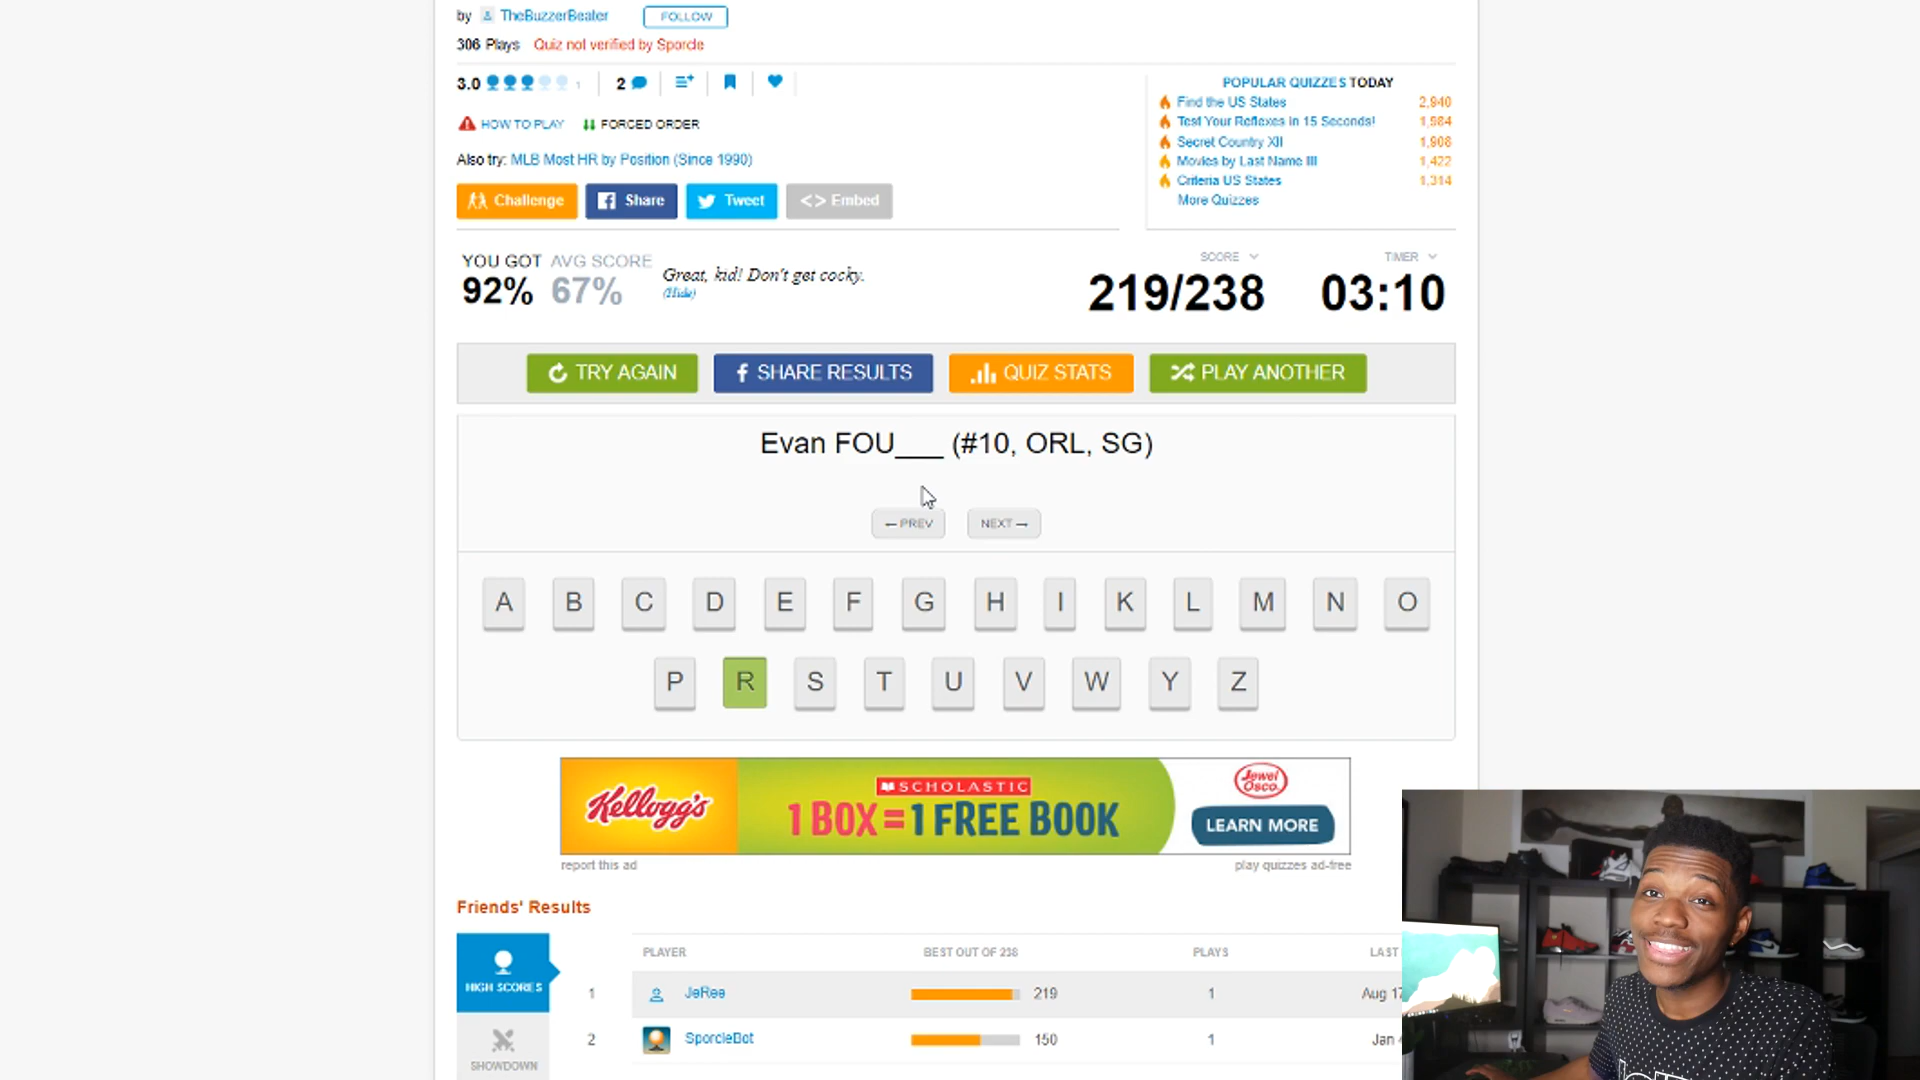 by TheBuzzerBeater FOLLOW
306 Plays Quiz not verified by Sporcle
3.0 1 2
HOW TO PLAY FORCED ORDER
Also try: MLB Most HR by Position (Since 1990)
Challenge Share Tweet <> Embed
POPULAR QUIZZES TODAY
Find the US States 2,940
Test Your Reflexes in 15 Seconds! 1,984
Secret Country XII 1,908
Movies by Last Name III 1,422
Criteria US States 1,314
More Quizzes
YOU GOT AVG SCORE
92% 67%
Great, kid! Don't get cocky.
(Hide)
SCORE TIMER
219/238 03:10
TRY AGAIN SHARE RESULTS QUIZ STATS PLAY ANOTHER
Evan FOU___ (#10, ORL, SG)
←PREV NEXT→
A B C D E F G H I K L M N O
P R S T U V W Y Z
Kellogg's
SCHOLASTIC
1 BOX = 1 FREE BOOK
Jewel Osco
LEARN MORE
report this ad play quizzes ad-free
Friends' Results
HIGH SCORES
SHOWDOWN
PLAYER BEST OUT OF 238 PLAYS LAST
1 JeRee 219 1 Aug 17
2 SporcleBot 150 1 Jan